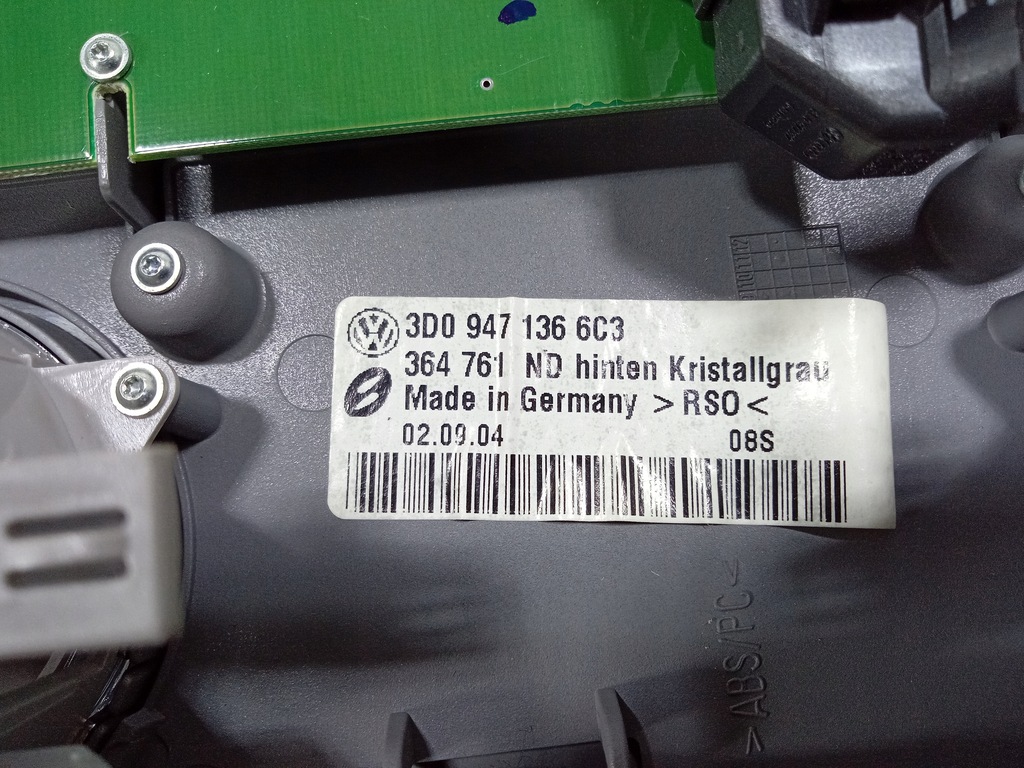 3D0 947 136 6C3
364 761 ND hinten Kristallgrau
Made in Germany >RSO<
02.09.04 08S
>ABS/PC<